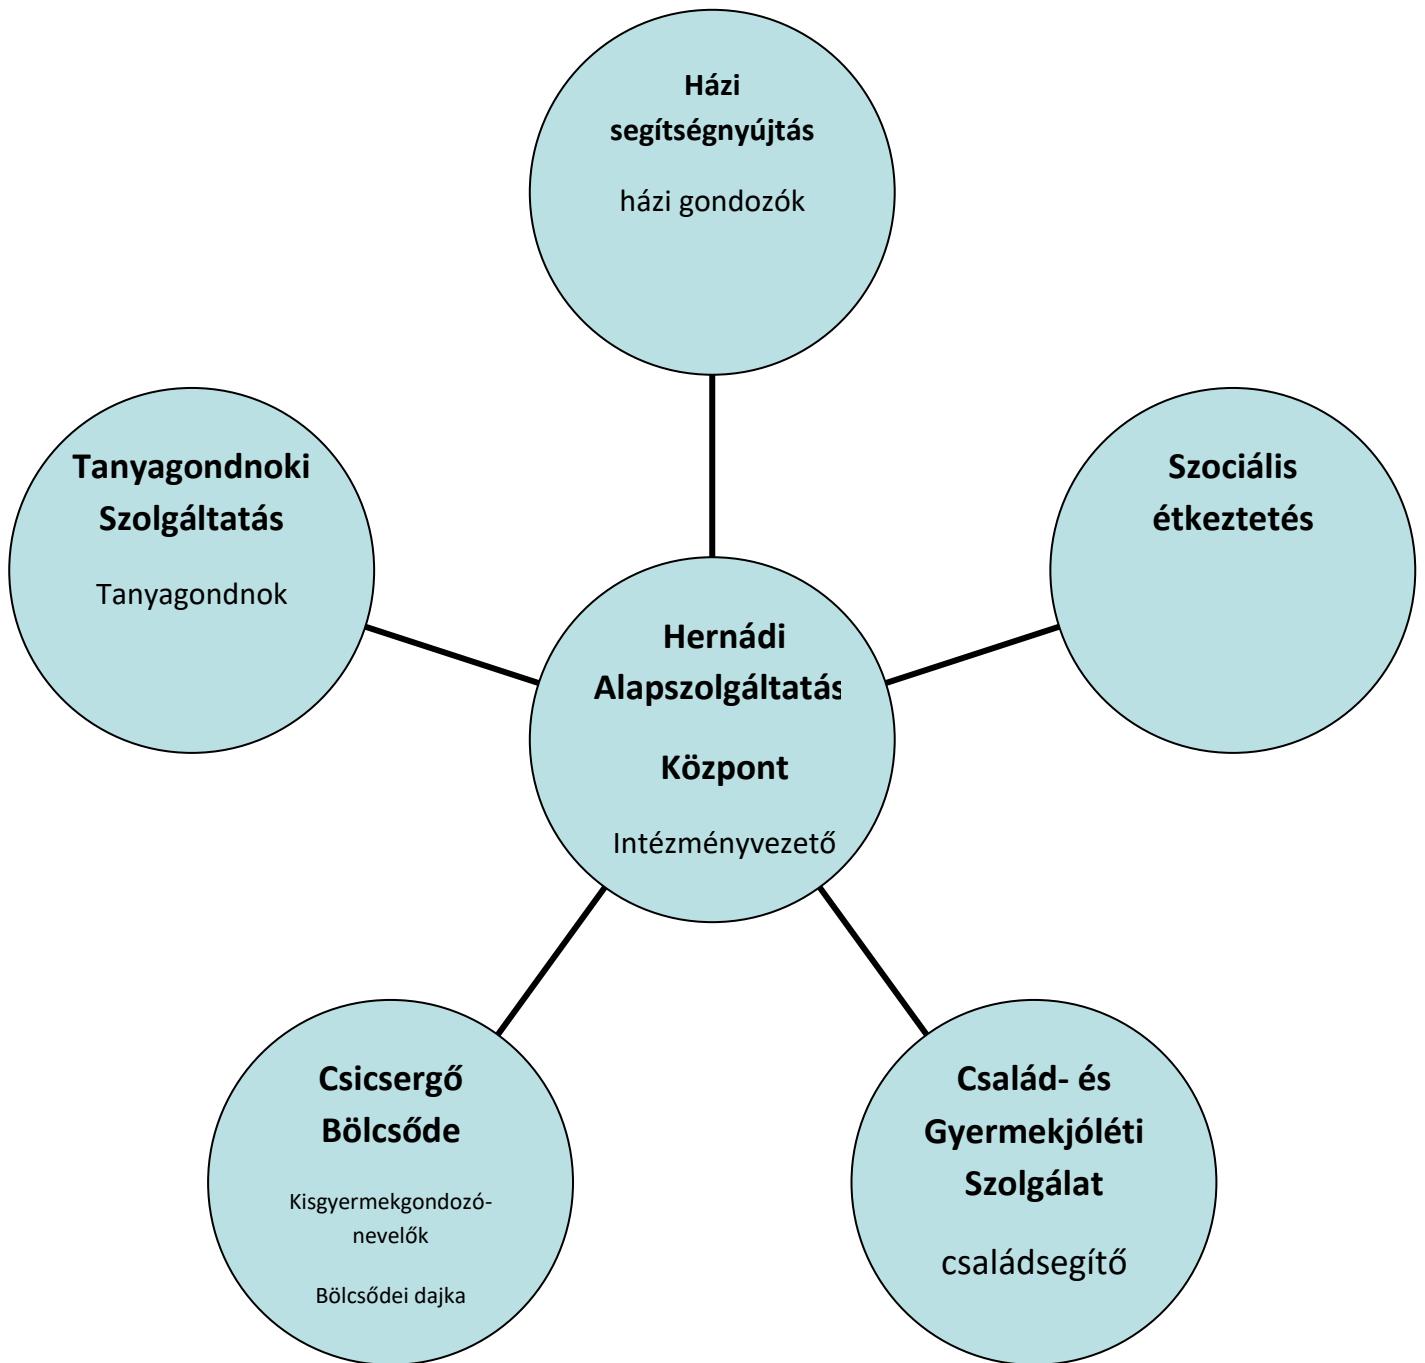 Házi
segítségnyújtás
házi gondozók
Tanyagondnoki
Szolgáltatás
Tanyagondnok
Szociális
étkeztetés
Hernádi
Alapszolgáltatás
Központ
Intézményvezető
Csicsergő
Bölcsőde
Kisgyermekgondozó-
nevelők
Bölcsődei dajka
Család- és
Gyermekjóléti
Szolgálat
családsegítő